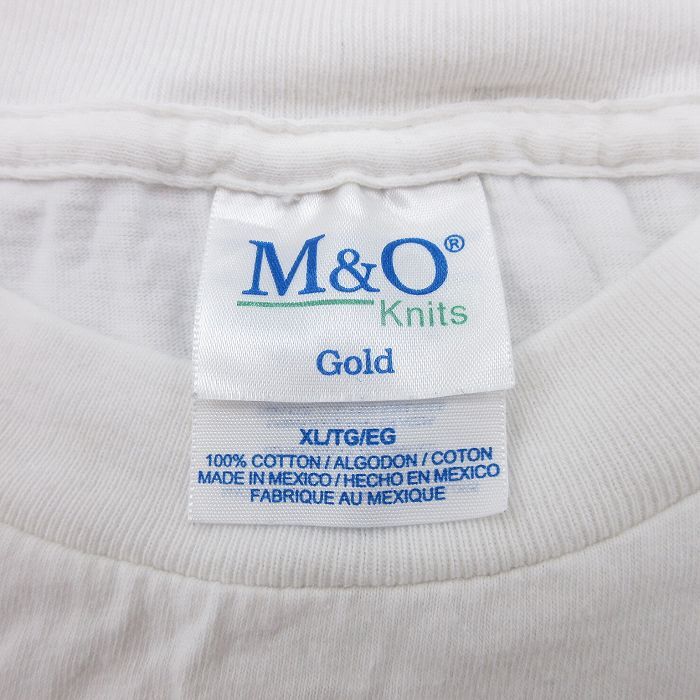 M&O®
Knits
Gold
XL/TG/EG
100% COTTON / ALGODON / COTON
MADE IN MEXICO / HECHO EN MEXICO
FABRIQUE AU MEXIQUE